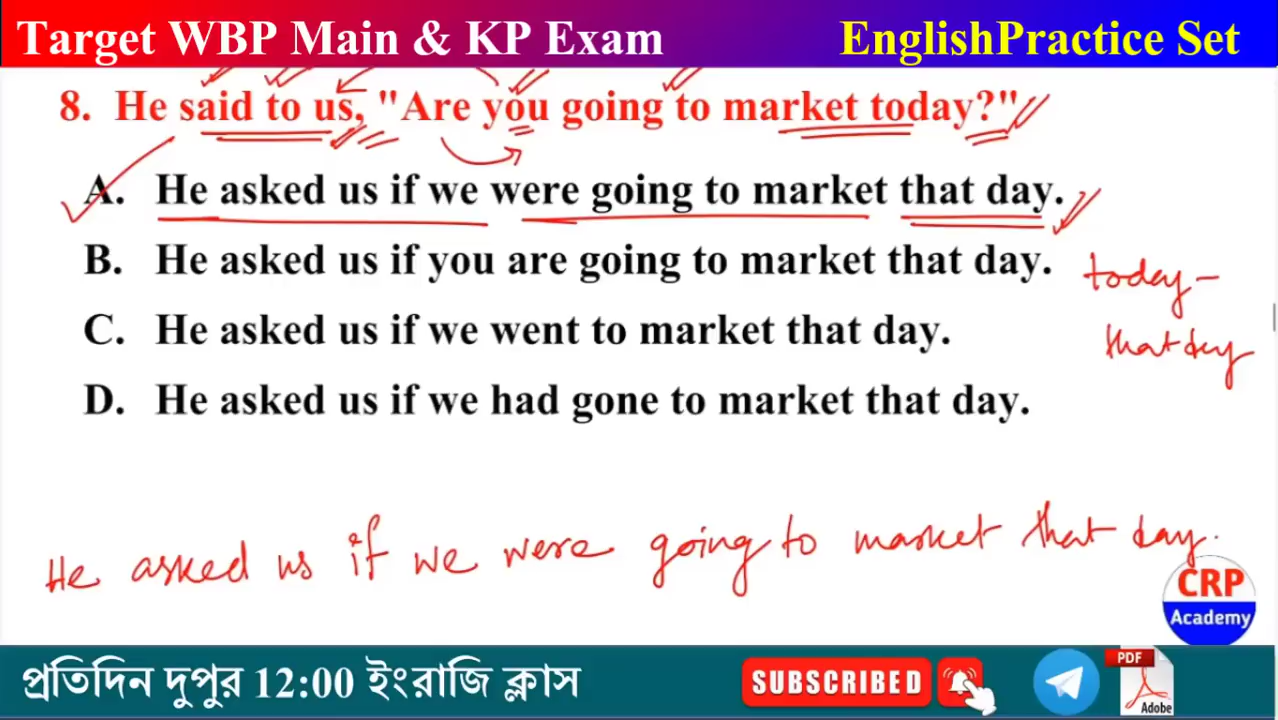 Target WBP Main & KP Exam EnglishPractice Set
8. He said to us, "Are you going to market today?"
A. He asked us if we were going to market that day.
B. He asked us if you are going to market that day.
today -
C. He asked us if we went to market that day.
that day
D. He asked us if we had gone to market that day.
He asked us if we were going to market that day.
CRP
Academy
প্রতিদিন দুপুর 12:00 ইংরাজি ক্লাস SUBSCRIBED PDF
Adobe